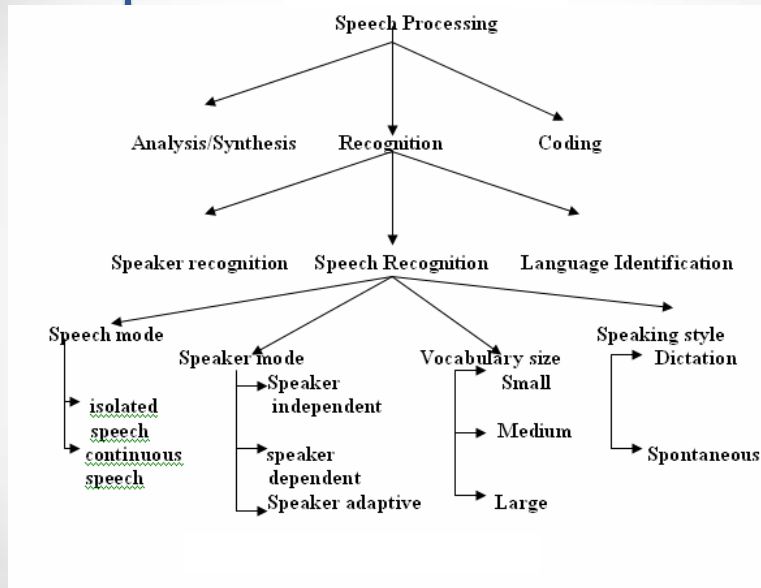 Speech Processing
Analysis/Synthesis Recognition Coding
Speaker recognition Speech Recognition Language Identification
Speech mode
isolated
speech
continuous
speech
Speaker mode
Speaker
independent
speaker
dependent
Speaker adaptive
Vocabulary size
Small
Medium
Large
Speaking style
Dictation
Spontaneous